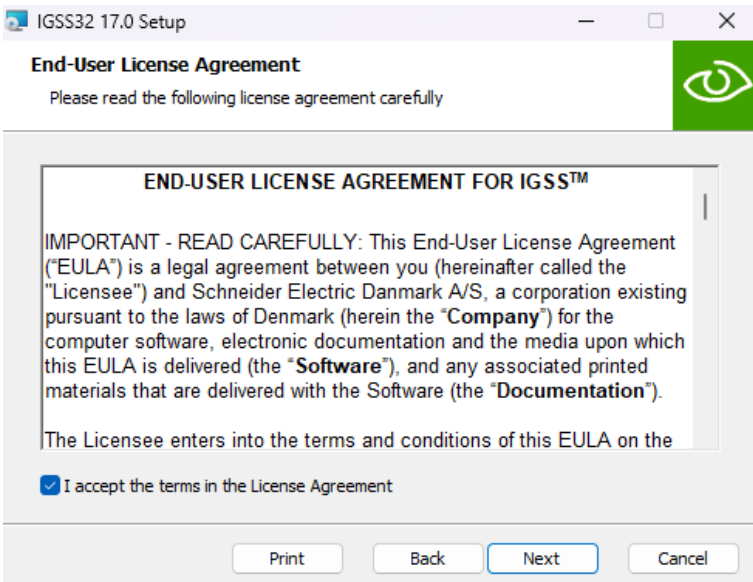 IGSS32 17.0 Setup
End-User License Agreement
Please read the following license agreement carefully
END-USER LICENSE AGREEMENT FOR IGSS™
IMPORTANT - READ CAREFULLY: This End-User License Agreement
(“EULA”) is a legal agreement between you (hereinafter called the
"Licensee") and Schneider Electric Danmark A/S, a corporation existing
pursuant to the laws of Denmark (herein the “Company”) for the
computer software, electronic documentation and the media upon which
this EULA is delivered (the “Software”), and any associated printed
materials that are delivered with the Software (the “Documentation”).
The Licensee enters into the terms and conditions of this EULA on the
I accept the terms in the License Agreement
Print Back Next Cancel